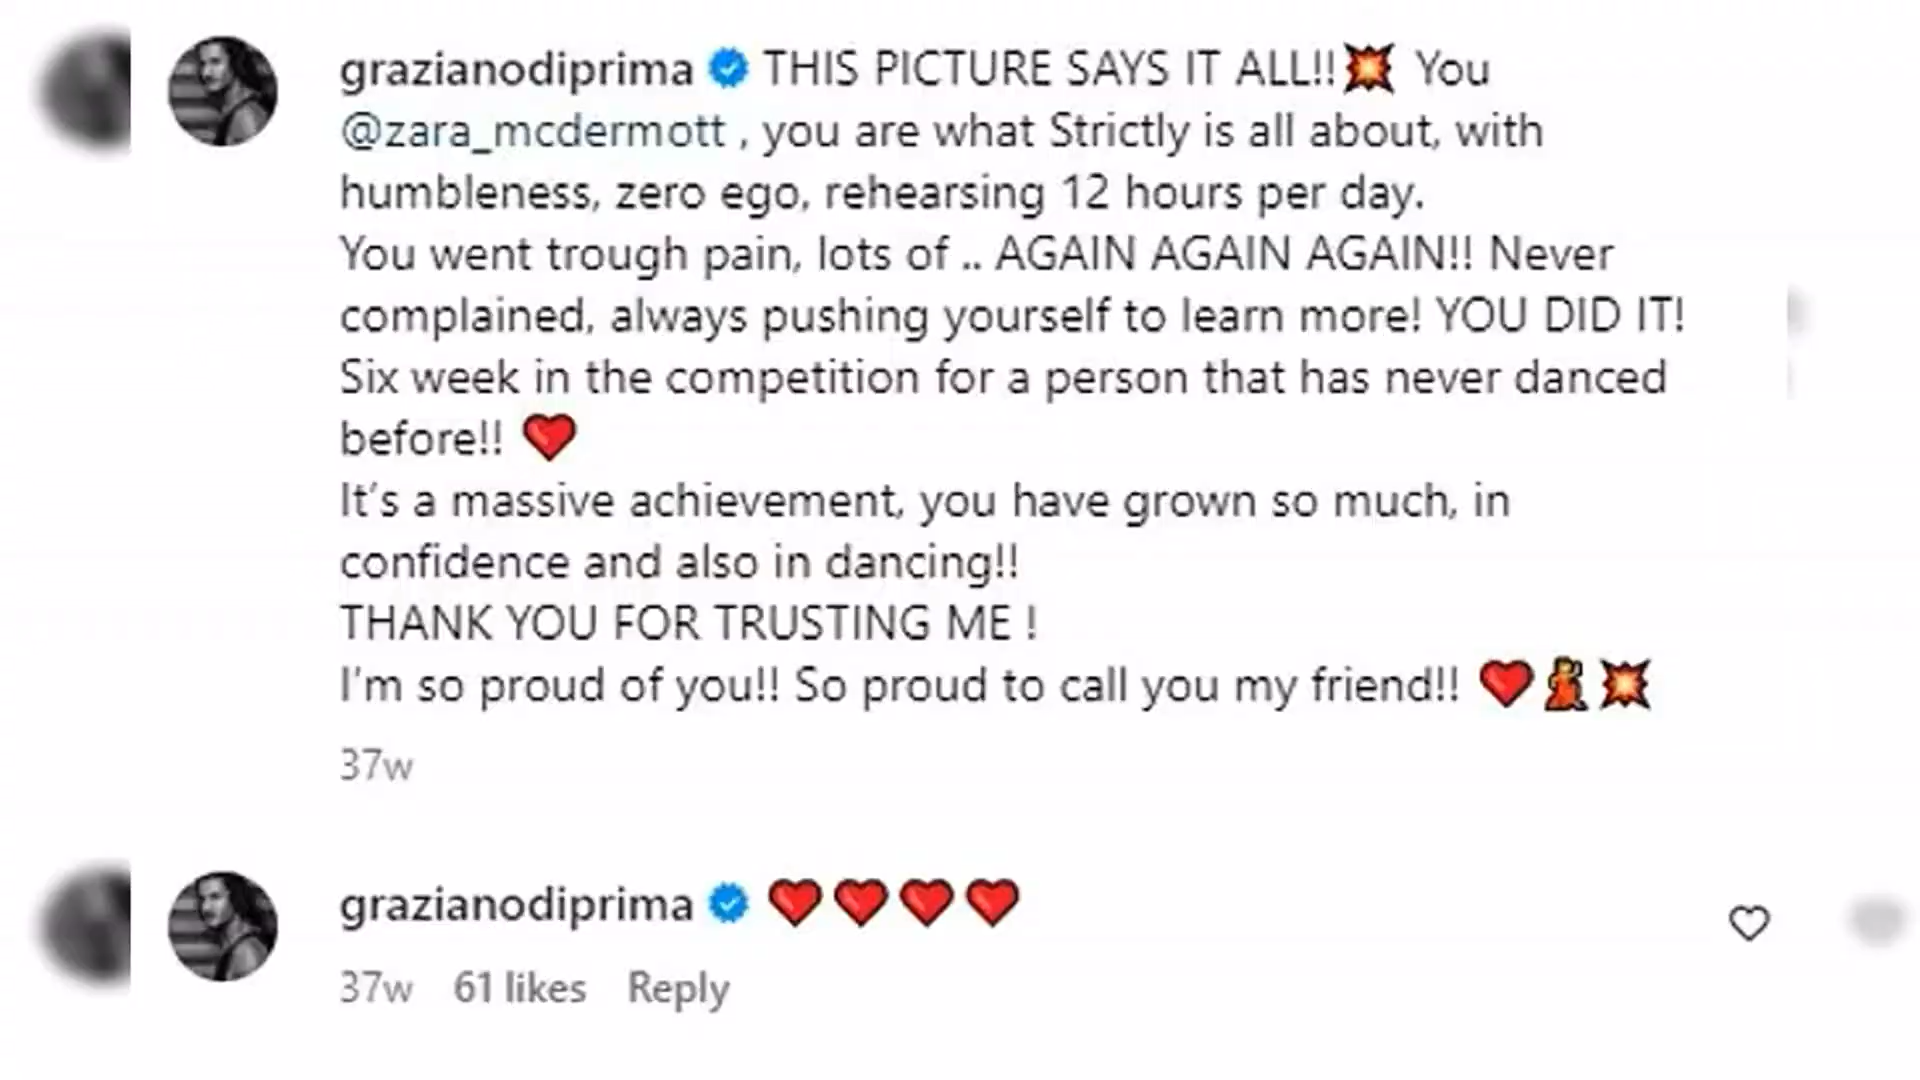 grazianodiprima THIS PICTURE SAYS IT ALL!!💥 You
@zara_mcdermott , you are what Strictly is all about, with
humbleness, zero ego, rehearsing 12 hours per day.
You went trough pain, lots of .. AGAIN AGAIN AGAIN!! Never
complained, always pushing yourself to learn more! YOU DID IT!
Six week in the competition for a person that has never danced
before!! ❤️
It's a massive achievement, you have grown so much, in
confidence and also in dancing!!
THANK YOU FOR TRUSTING ME !
I'm so proud of you!! So proud to call you my friend!! ❤️💃💥
37w
grazianodiprima ❤️❤️❤️❤️
37w 61 likes Reply